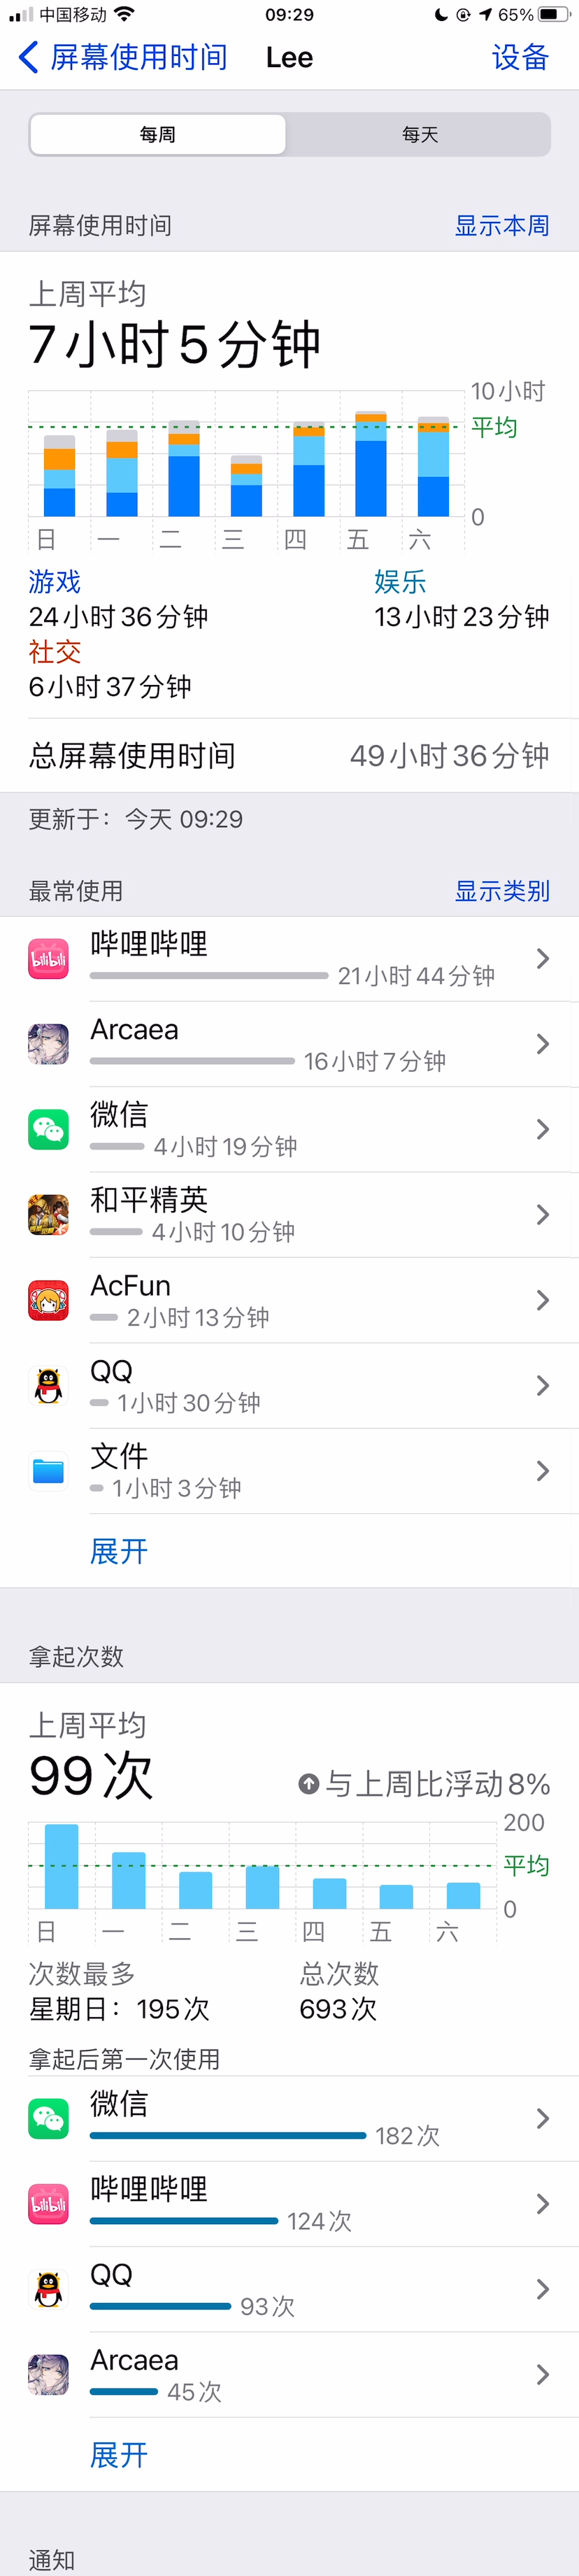 中国移动 09:29 65%
屏幕使用时间 Lee 设备
每周 每天
屏幕使用时间 显示本周
上周平均
7小时5分钟
10小时
平均
0
日 一 二 三 四 五 六
游戏 娱乐
24小时36分钟 13小时23分钟
社交
6小时37分钟
总屏幕使用时间 49小时36分钟
更新于：今天 09:29
最常使用 显示类别
哔哩哔哩
bilibili
21小时44分钟
Arcaea
16小时7分钟
微信
4小时19分钟
和平精英
4小时10分钟
AcFun
2小时13分钟
QQ
1小时30分钟
文件
1小时3分钟
展开
拿起次数
上周平均
99次 与上周比浮动8%
200
平均
0
日 一 二 三 四 五 六
次数最多 总次数
星期日：195次 693次
拿起后第一次使用
微信
182次
哔哩哔哩
bilibili
124次
QQ
93次
Arcaea
45次
展开
通知